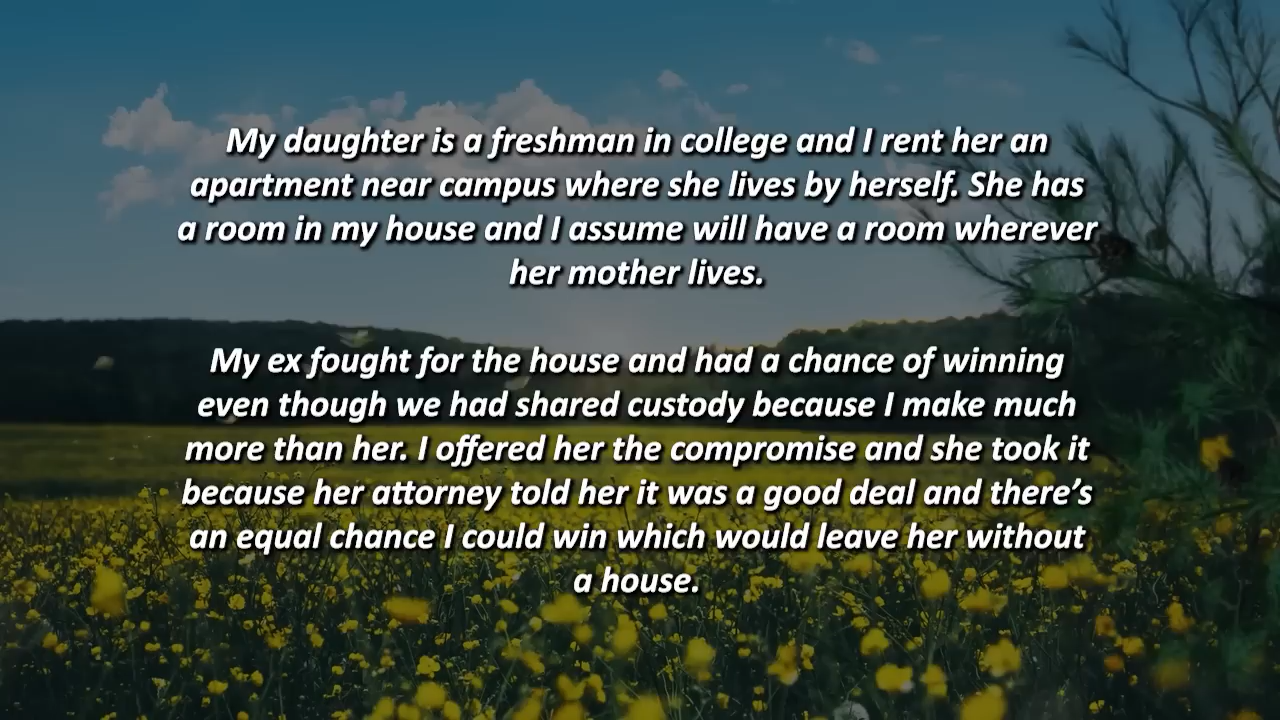 My daughter is a freshman in college and I rent her an
apartment near campus where she lives by herself. She has
a room in my house and I assume will have a room wherever
her mother lives.
My ex fought for the house and had a chance of winning
even though we had shared custody because I make much
more than her. I offered her the compromise and she took it
because her attorney told her it was a good deal and there’s
an equal chance I could win which would leave her without
a house.